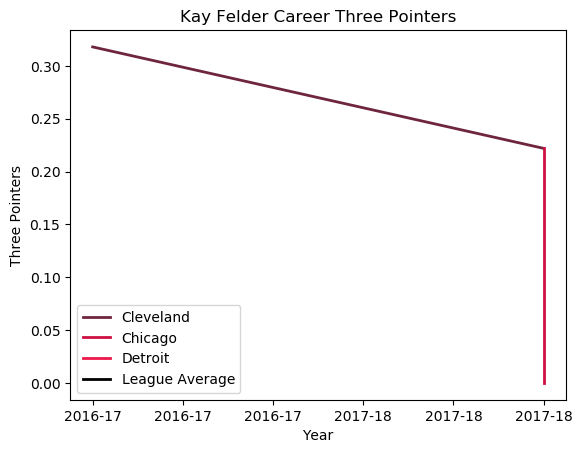 Kay Felder Career Three Pointers
Three Pointers
0.30
0.25
0.20
0.15
0.10
0.05
0.00
Cleveland
Chicago
Detroit
League Average
2016-17 2016-17 2016-17 2017-18 2017-18 2017-18
Year